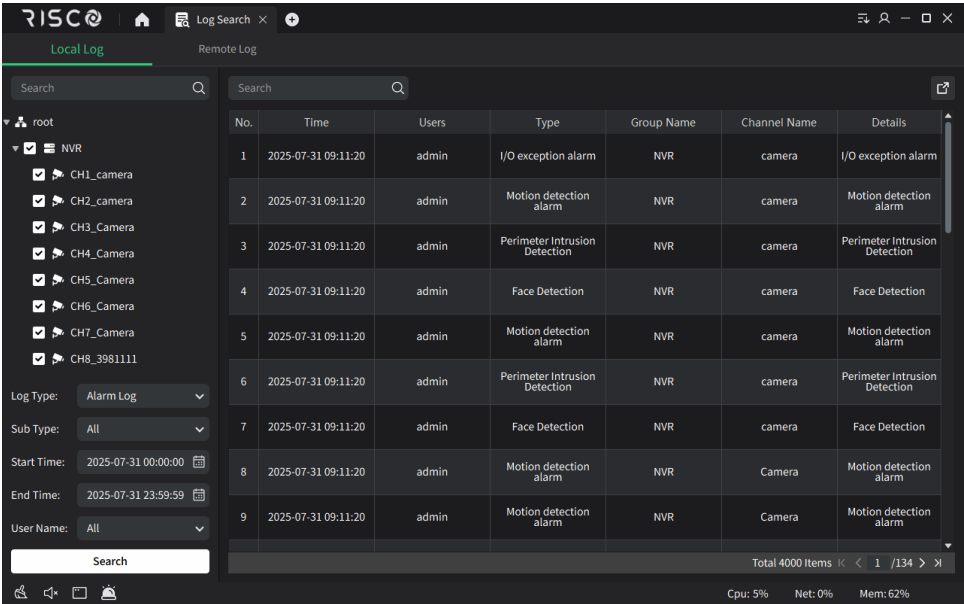 RISCO
Log Search
Local Log
Remote Log
Search
root
NVR
CH1_camera
CH2_camera
CH3_Camera
CH4_Camera
CH5_Camera
CH6_Camera
CH7_Camera
CH8_3981111
Log Type: Alarm Log
Sub Type: All
Start Time: 2025-07-31 00:00:00
End Time: 2025-07-31 23:59:59
User Name: All
Search
Search
No. Time Users Type Group Name Channel Name Details
1 2025-07-31 09:11:20 admin I/O exception alarm NVR camera I/O exception alarm
2 2025-07-31 09:11:20 admin Motion detection alarm NVR camera Motion detection alarm
3 2025-07-31 09:11:20 admin Perimeter Intrusion Detection NVR camera Perimeter Intrusion Detection
4 2025-07-31 09:11:20 admin Face Detection NVR camera Face Detection
5 2025-07-31 09:11:20 admin Motion detection alarm NVR camera Motion detection alarm
6 2025-07-31 09:11:20 admin Perimeter Intrusion Detection NVR camera Perimeter Intrusion Detection
7 2025-07-31 09:11:20 admin Face Detection NVR camera Face Detection
8 2025-07-31 09:11:20 admin Motion detection alarm NVR Camera Motion detection alarm
9 2025-07-31 09:11:20 admin Motion detection alarm NVR Camera Motion detection alarm
Total 4000 Items 1 /134
Cpu: 5% Net: 0% Mem: 62%